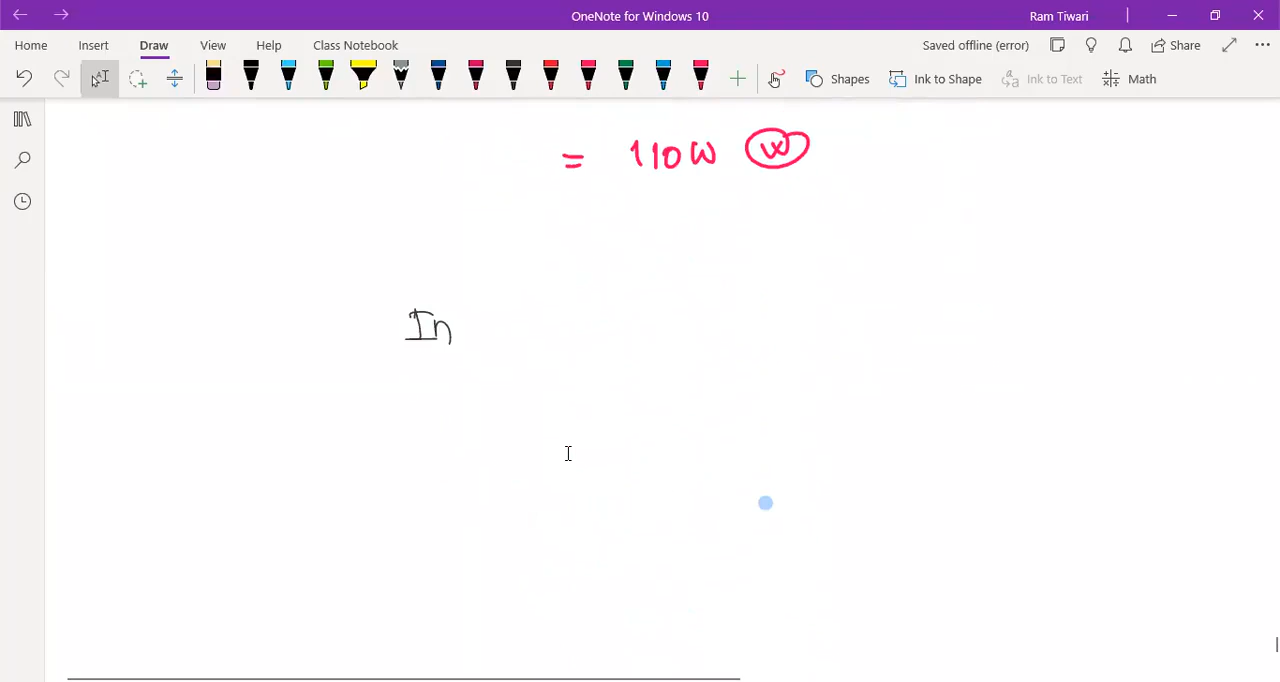 OneNote for Windows 10
Ram Tiwari
Home Insert Draw View Help Class Notebook
Saved offline (error) Share
Shapes Ink to Shape Ink to Text Math
= 110W W
In